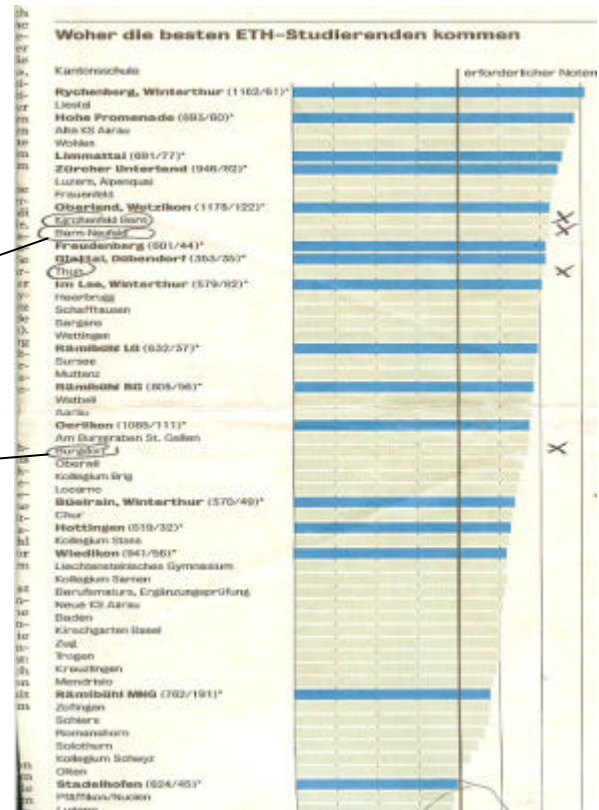 Woher die besten ETH-Studierenden kommen
Kantonsschule
erforderlicher Noten
Rychenberg, Winterthur (1162/61)*
Liestal
Hohe Promenade (693/60)*
Alte KS Aarau
Wohlen
Limmattal (691/77)*
Zürcher Unterland (946/92)*
Luzern, Alpenquai
Frauenfeld
Oberland, Wetzikon (1178/122)*
Kirchenfeld Bern
Bern Neufeld
Freudenberg (601/44)*
Glattal, Dübendorf (353/35)*
Thun
Im Lee, Winterthur (579/82)*
Heerbrugg
Schaffhausen
Sargans
Wettingen
Rämibühl LG (632/37)*
Sursee
Muttenz
Rämibühl RG (605/96)*
Wattwil
Aarau
Oerlikon (1065/111)*
Am Burggraben St. Gallen
Burgdorf
Oberwil
Kollegium Brig
Locarno
Büelrain, Winterthur (570/49)*
Chur
Hottingen (619/32)*
Kollegium Stans
Wiedikon (941/56)*
Liechtensteinisches Gymnasium
Kollegium Sarnen
Berufsmatura, Ergänzungsprüfung
Neue KS Aarau
Baden
Kirschgarten Basel
Zug
Trogen
Kreuzlingen
Mendrisio
Rämibühl MNG (762/191)*
Zofingen
Schiers
Romanshorn
Solothurn
Kollegium Schwyz
Olten
Stadelhofen (624/45)*
Pfäffikon/Nuolen